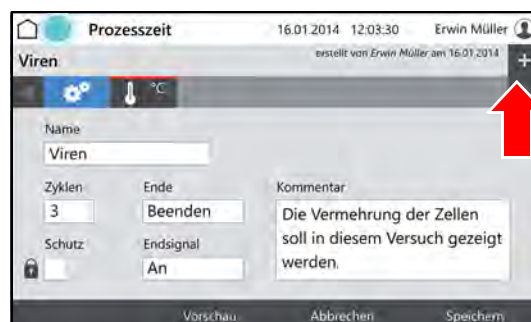 Prozesszeit 16.01.2014 12:03:30 Erwin Müller
Viren erstellt von Erwin Müller am 16.01.2014 +
°C
Name
Viren
Zyklen Ende Kommentar
3 Beenden Die Vermehrung der Zellen
soll in diesem Versuch gezeigt
werden.
Schutz Endsignal
An
Vorschau Abbrechen Speichern